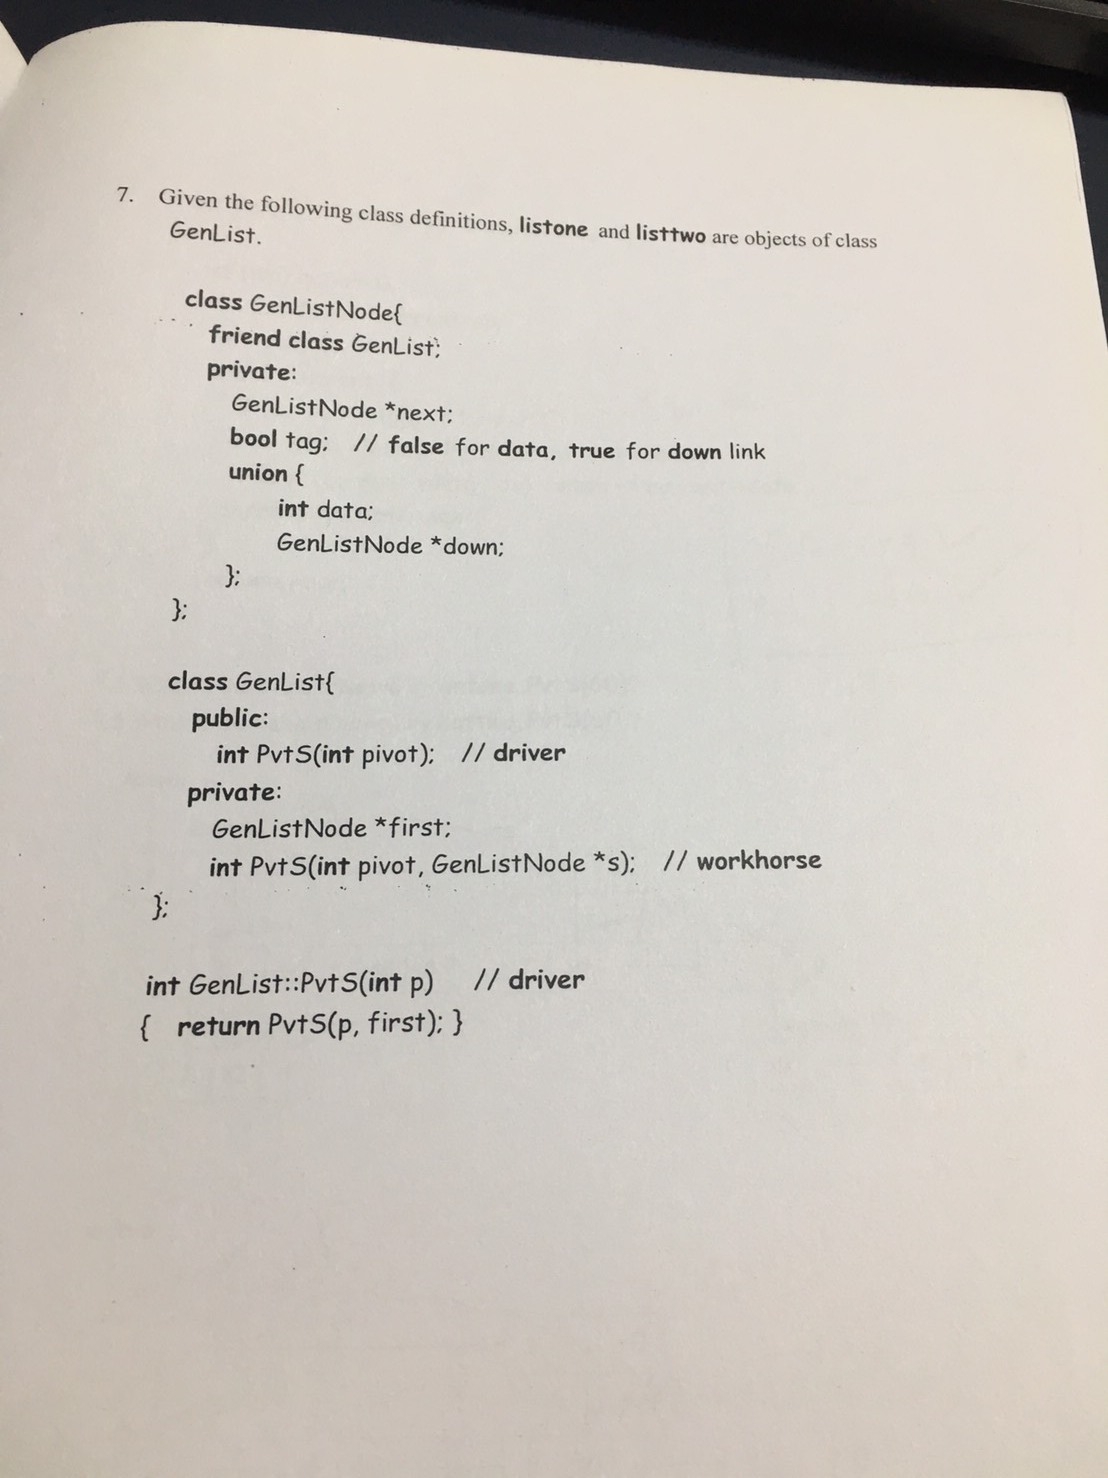 7. Given the following class definitions, listone and listtwo are objects of class
GenList.
class GenListNode{
friend class GenList;
private:
GenListNode *next;
bool tag; // false for data, true for down link
union {
int data;
GenListNode *down;
};
};
class GenList{
public:
int PvtS(int pivot); // driver
private:
GenListNode *first;
int PvtS(int pivot, GenListNode *s); // workhorse
};
int GenList::PvtS(int p) // driver
{ return PvtS(p, first); }